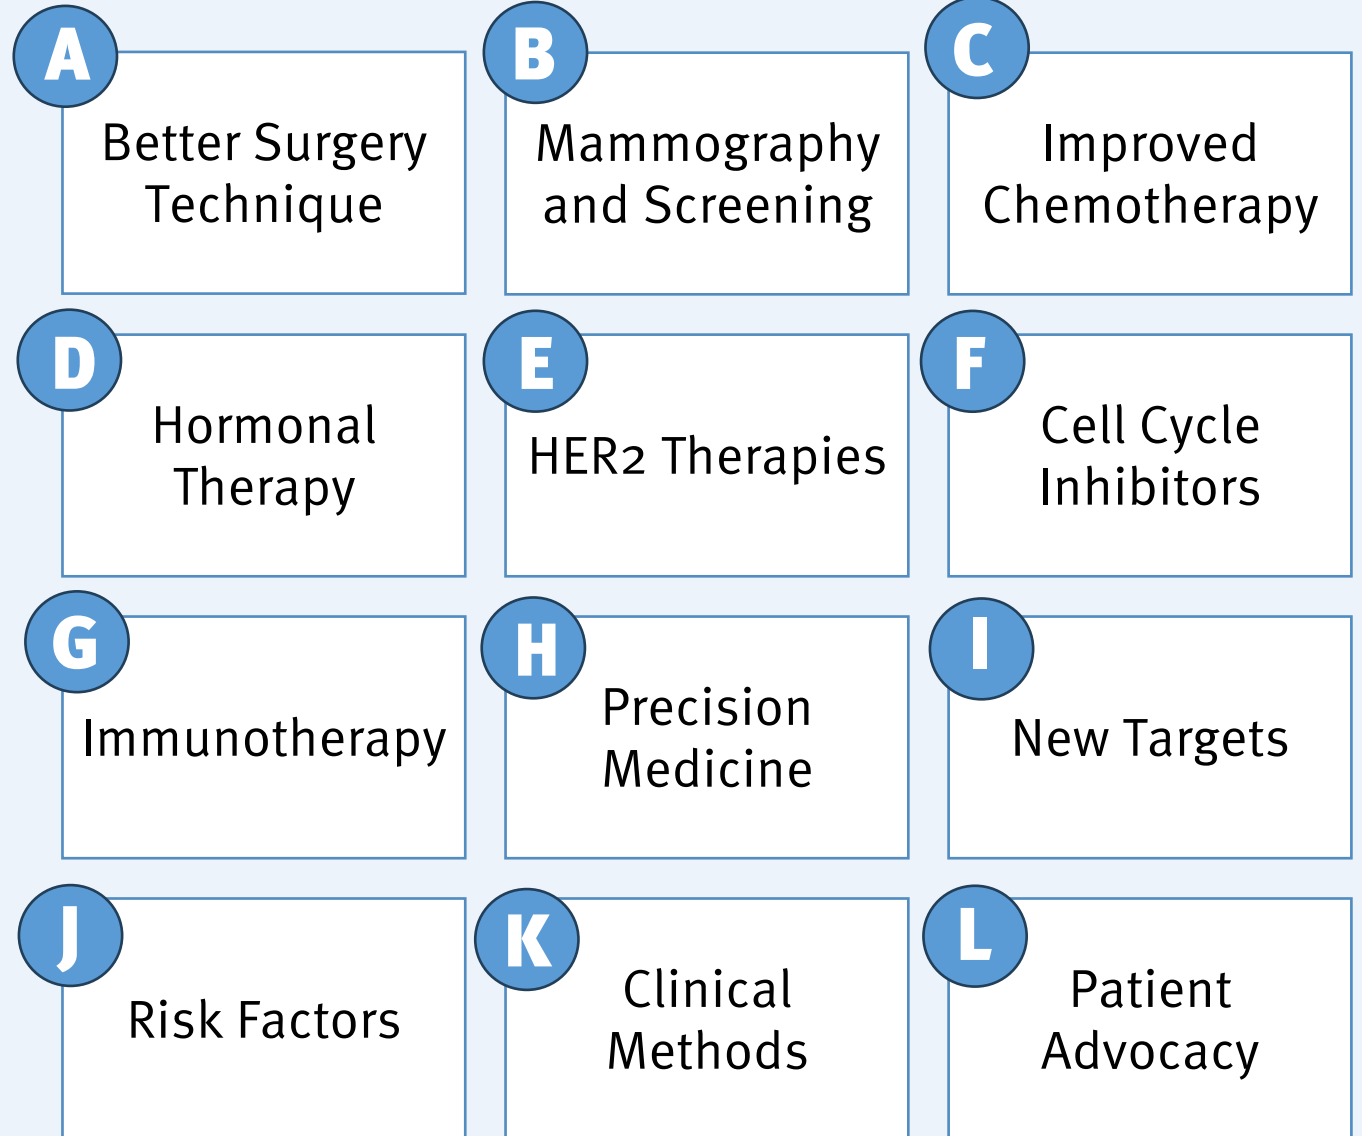 A
Better Surgery
Technique
B
Mammography
and Screening
C
Improved
Chemotherapy
D
Hormonal
Therapy
E
HER2 Therapies
F
Cell Cycle
Inhibitors
G
Immunotherapy
H
Precision
Medicine
I
New Targets
J
Risk Factors
K
Clinical
Methods
L
Patient
Advocacy